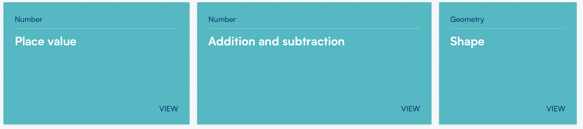 Number
Place value
VIEW
Number
Addition and subtraction
VIEW
Geometry
Shape
VIEW